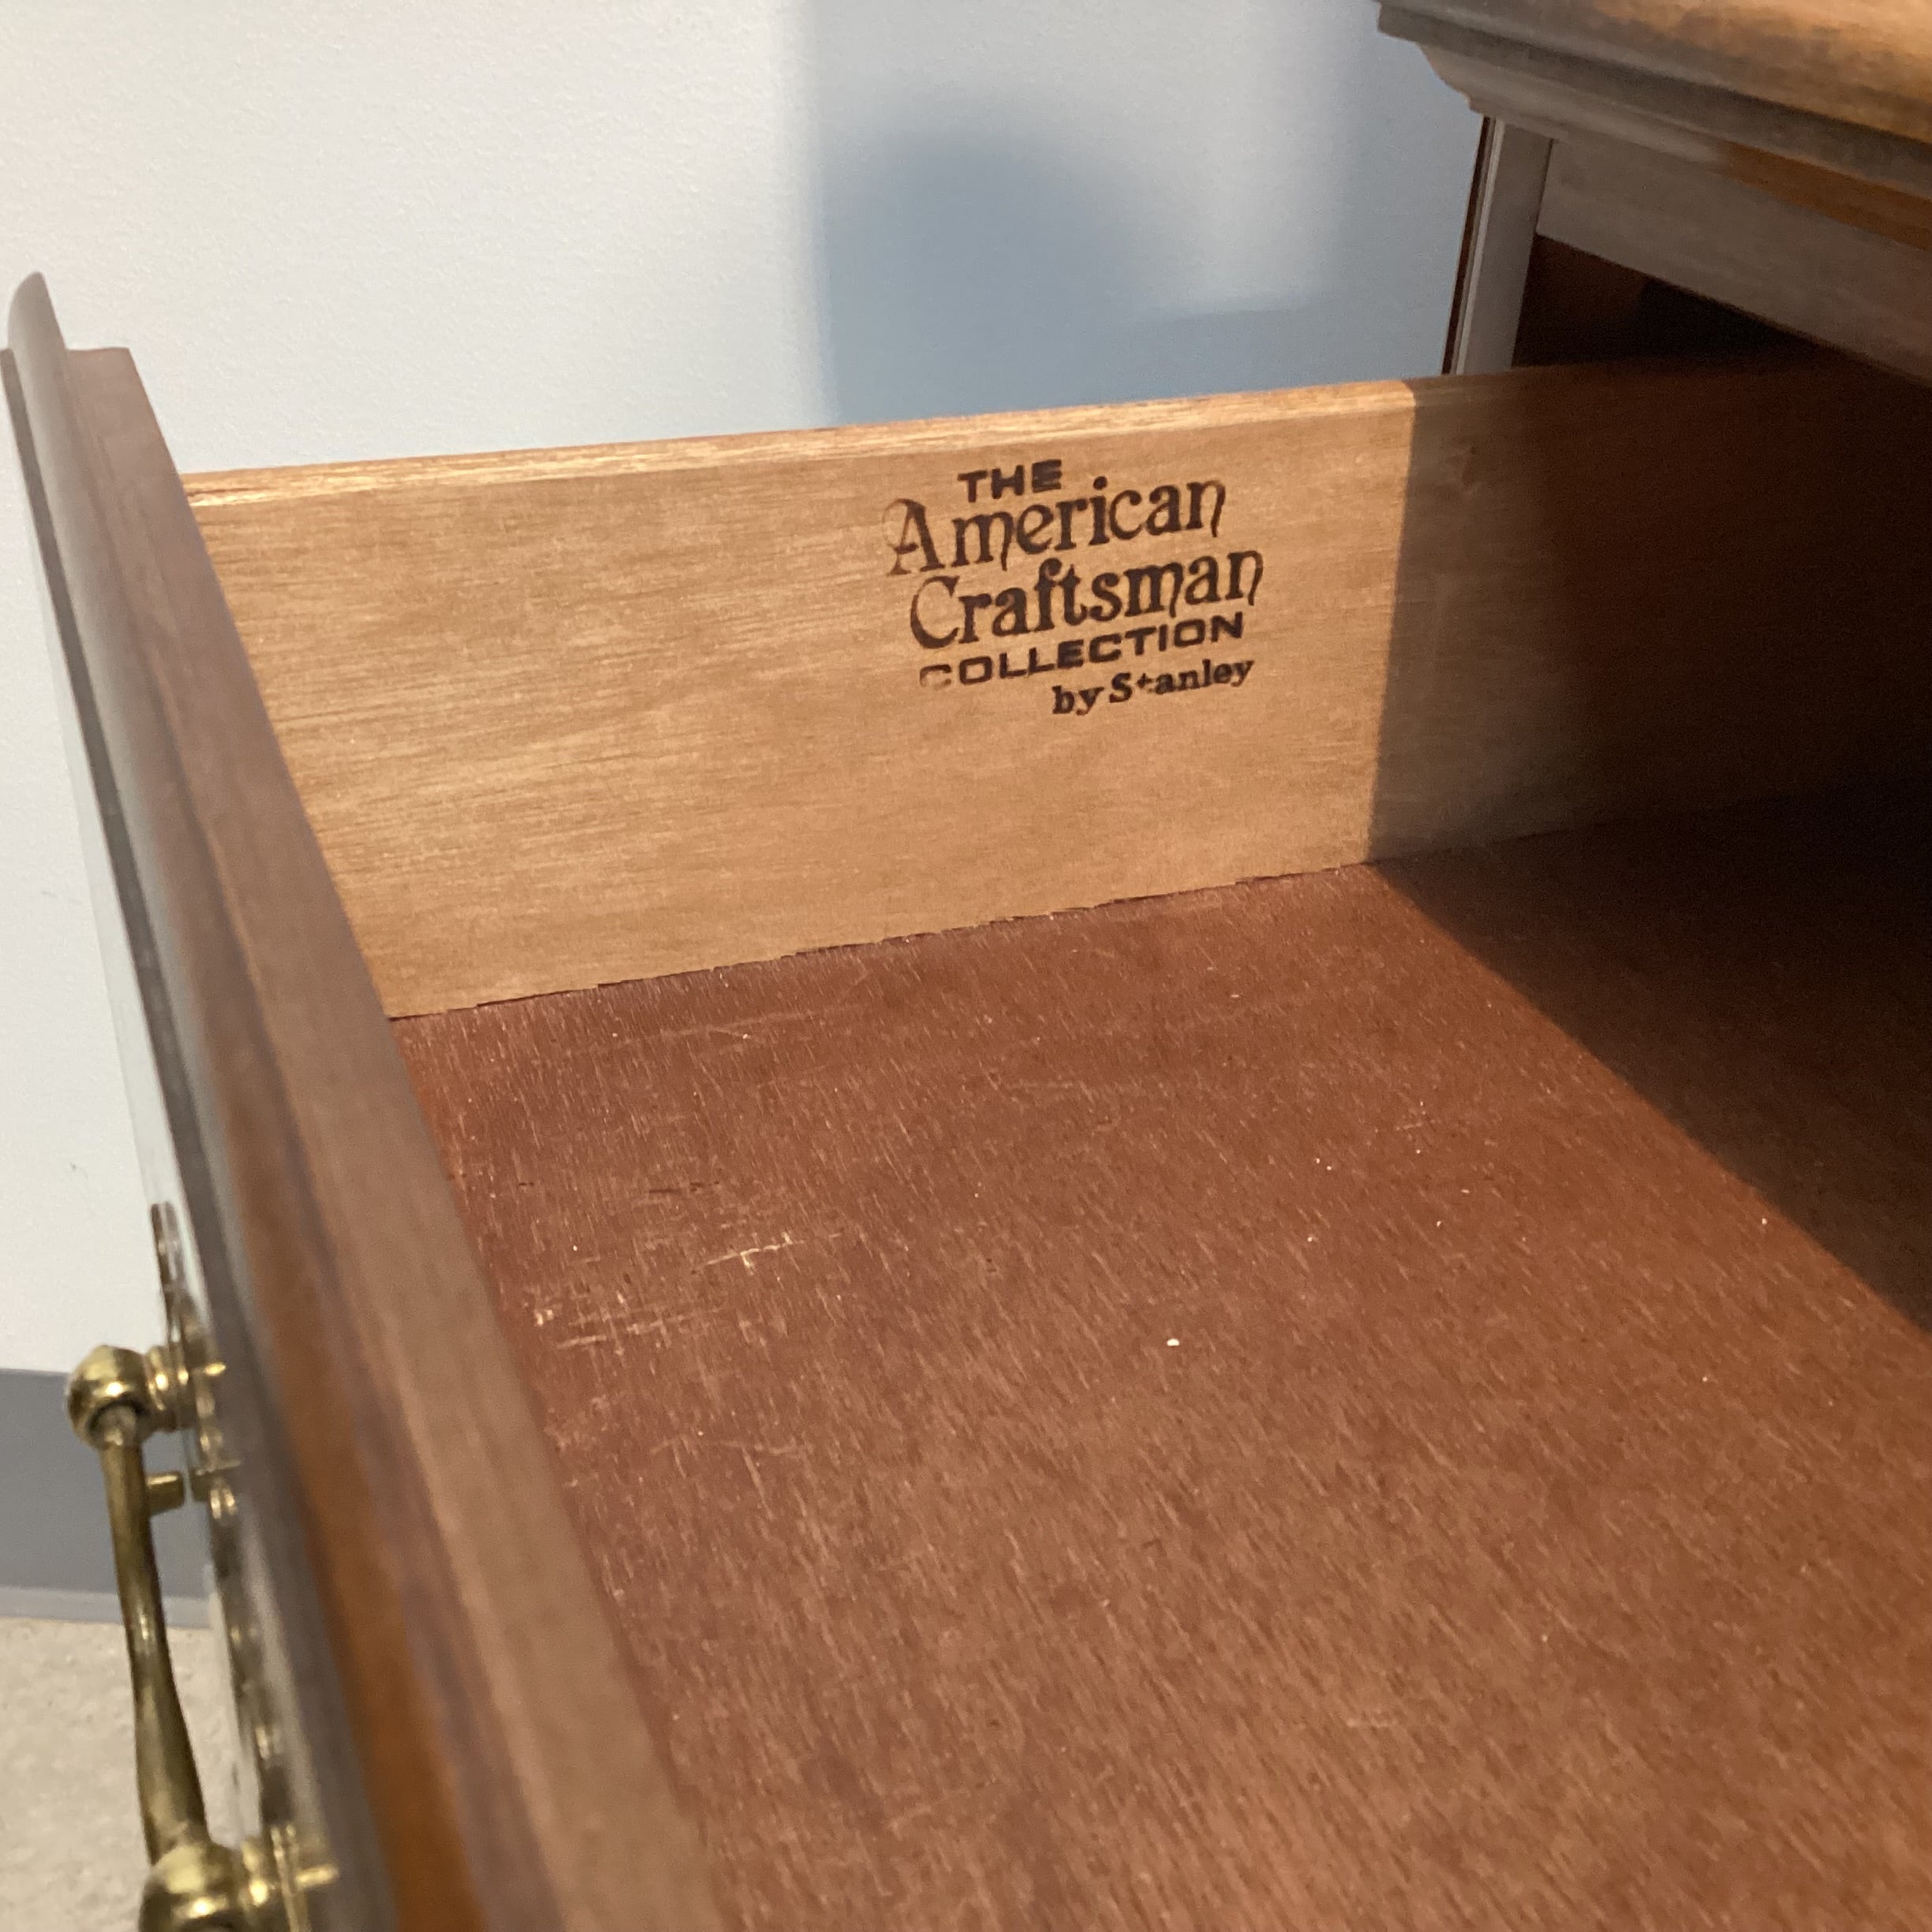 THE
American
Craftsman
COLLECTION
by Stanley